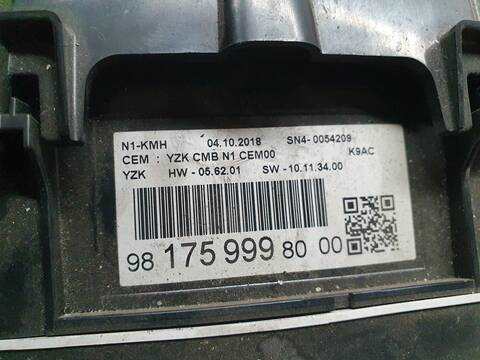 N1-KMH 04.10.2018 SN4-0054209
CEM : YZK CMB N1 CEM00 K9AC
YZK HW - 05.62.01 SW - 10.11.34.00
98 175 999 80 00